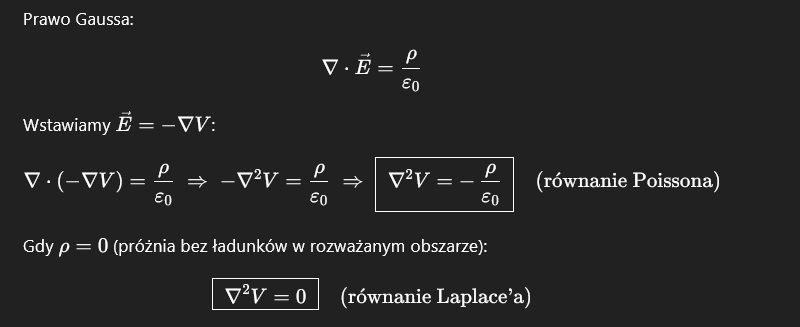 Prawo Gaussa:
∇ · E⃗ = ρ/ε₀
Wstawiamy E⃗ = −∇V:
∇ · (−∇V) = ρ/ε₀ ⇒ −∇²V = ρ/ε₀ ⇒ ∇²V = −ρ/ε₀ (równanie Poissona)
Gdy ρ = 0 (próżnia bez ładunków w rozważanym obszarze):
∇²V = 0 (równanie Laplace’a)